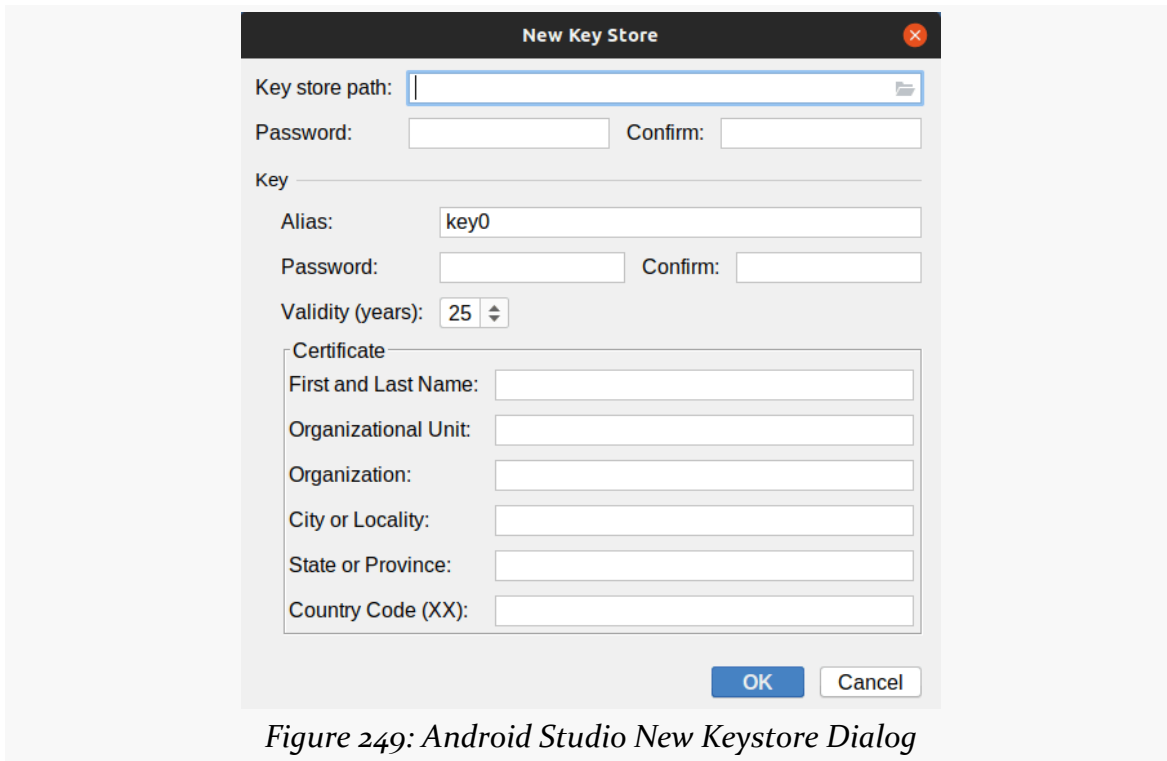 New Key Store
Key store path:
Password: Confirm:
Key
Alias: key0
Password: Confirm:
Validity (years): 25
Certificate
First and Last Name:
Organizational Unit:
Organization:
City or Locality:
State or Province:
Country Code (XX):
OK Cancel
Figure 249: Android Studio New Keystore Dialog